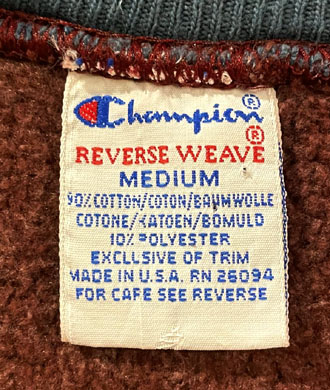 Champion®
®
REVERSE WEAVE
MEDIUM
90% COTTON/COTON/BAUMWOLLE
COTONE/KATOEN/BOMULD
10% POLYESTER
EXCLUSIVE OF TRIM
MADE IN U.S.A. RN 26094
FOR CARE SEE REVERSE